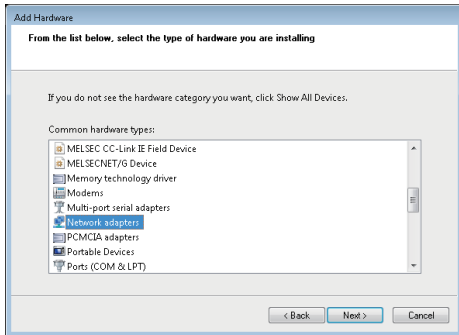 Add Hardware
From the list below, select the type of hardware you are installing
If you do not see the hardware category you want, click Show All Devices.
Common hardware types:
MELSEC CC-Link IE Field Device
MELSECNET/G Device
Memory technology driver
Modems
Multi-port serial adapters
Network adapters
PCMCIA adapters
Portable Devices
Ports (COM & LPT)
< Back Next > Cancel